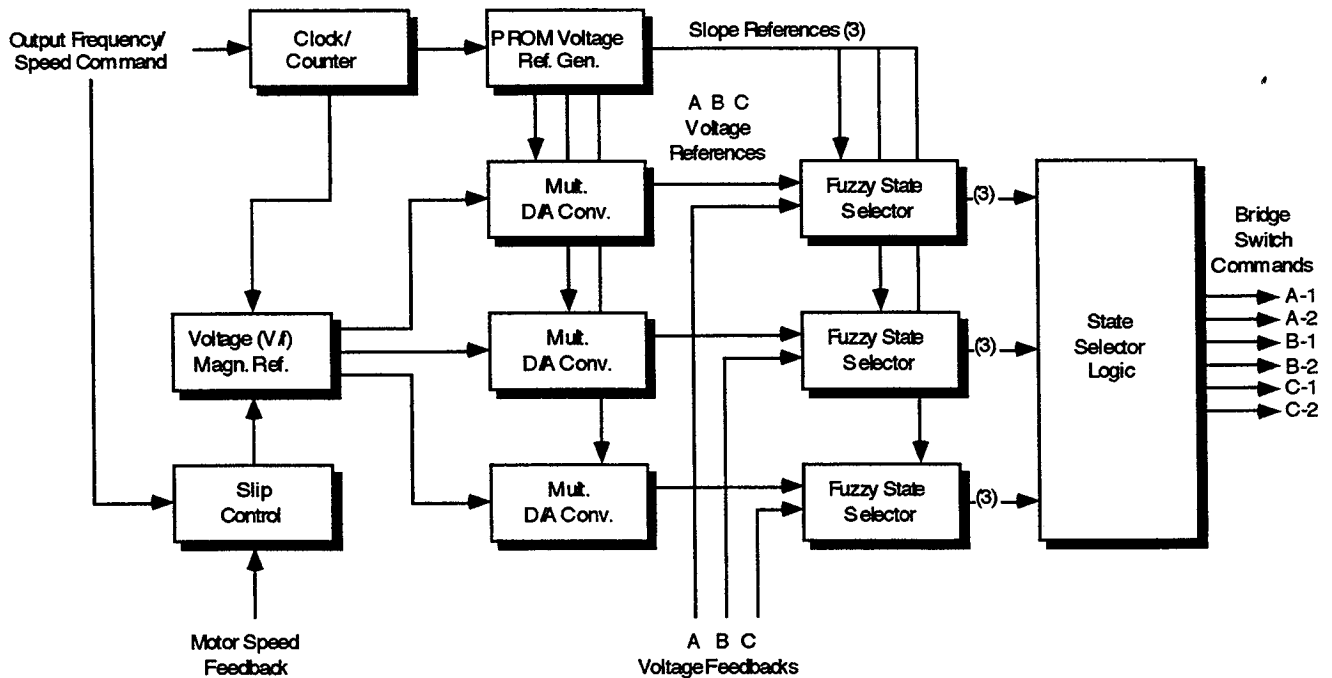 Output Frequency/
Speed Command
Clock/
Counter
PROM Voltage
Ref. Gen.
Slope References (3)
A B C
Voltage
References
Mult.
D/A Conv.
Fuzzy State
Selector
(3)
Bridge
Switch
Commands
A-1
A-2
B-1
B-2
C-1
C-2
State
Selector
Logic
Voltage (V/f)
Magn. Ref.
Mult.
D/A Conv.
Fuzzy State
Selector
(3)
Slip
Control
Mult.
D/A Conv.
Fuzzy State
Selector
(3)
Motor Speed
Feedback
A B C
Voltage Feedbacks